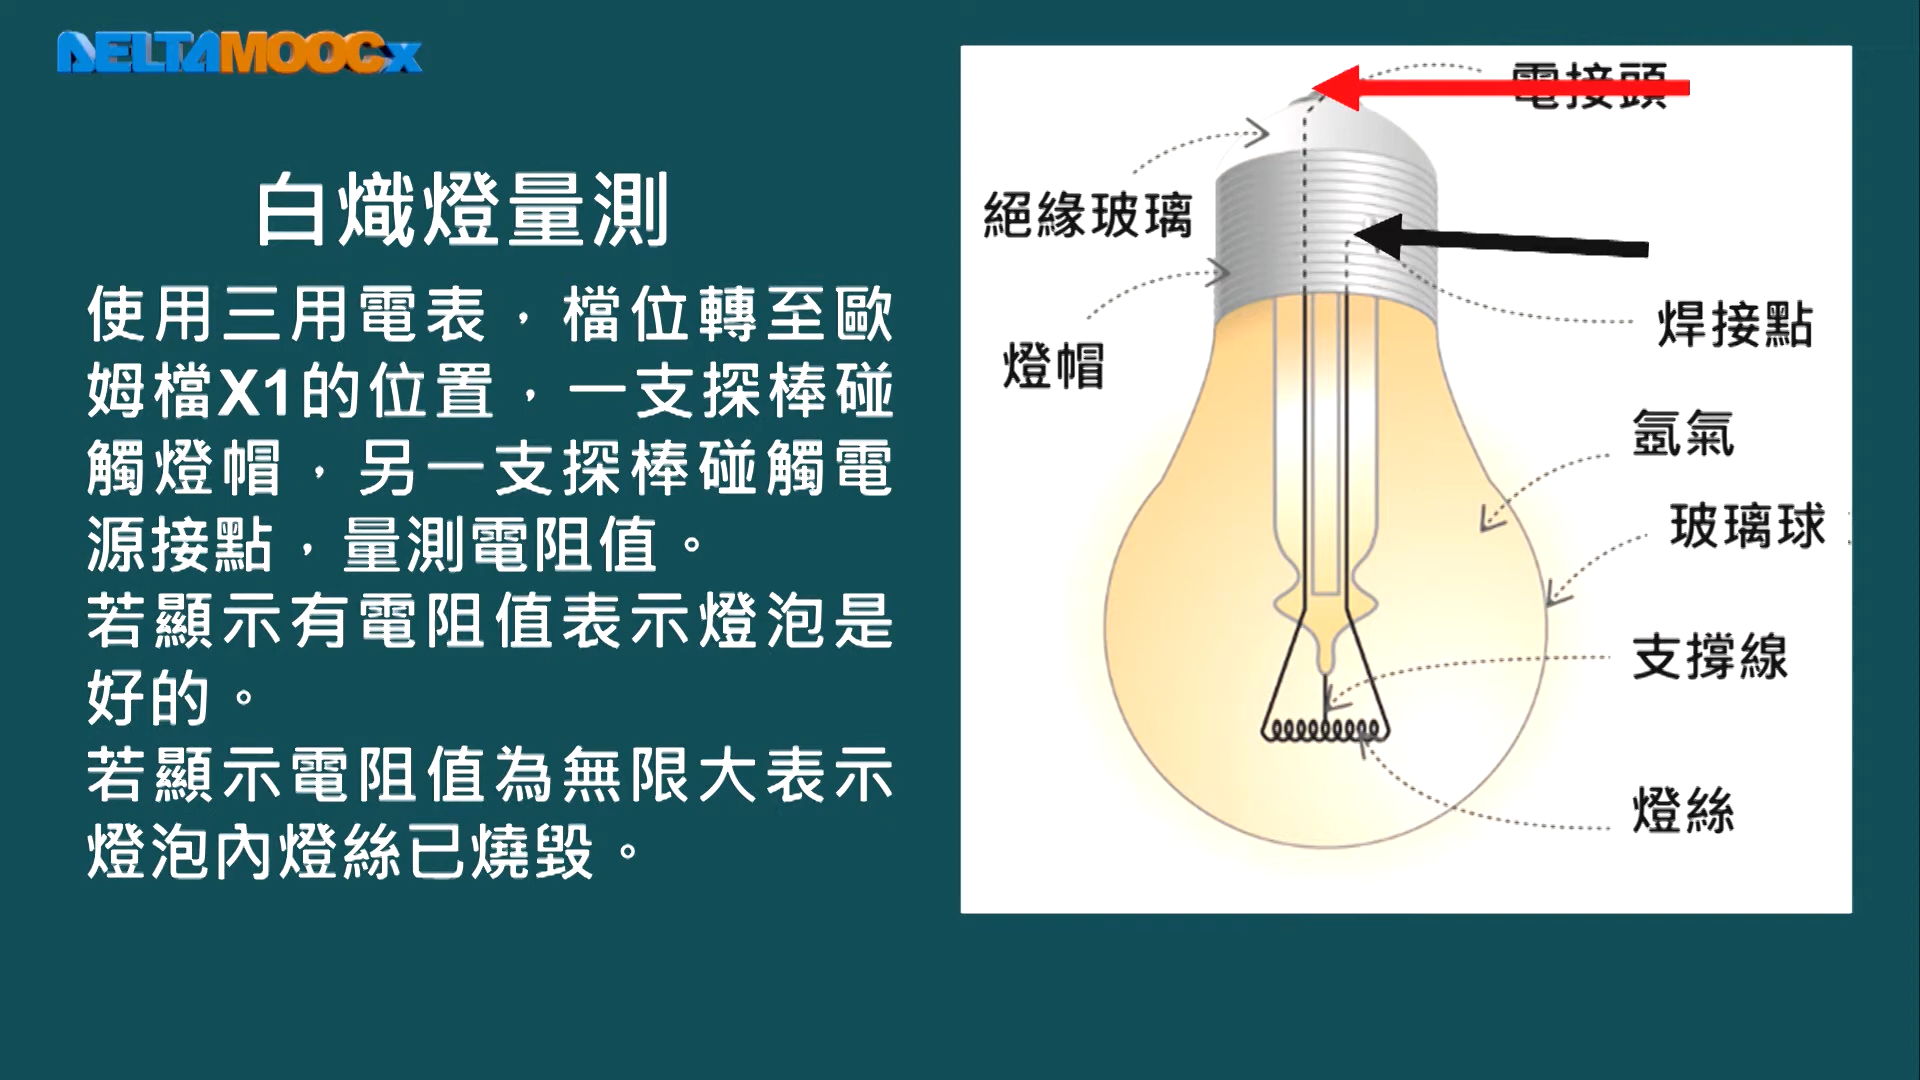 DELTAMOOCx
白熾燈量測
使用三用電表，檔位轉至歐
姆檔X1的位置，一支探棒碰
觸燈帽，另一支探棒碰觸電
源接點，量測電阻值。
若顯示有電阻值表示燈泡是
好的。
若顯示電阻值為無限大表示
燈泡內燈絲已燒毀。
電接頭
絕緣玻璃
焊接點
燈帽
氬氣
玻璃球
支撐線
燈絲